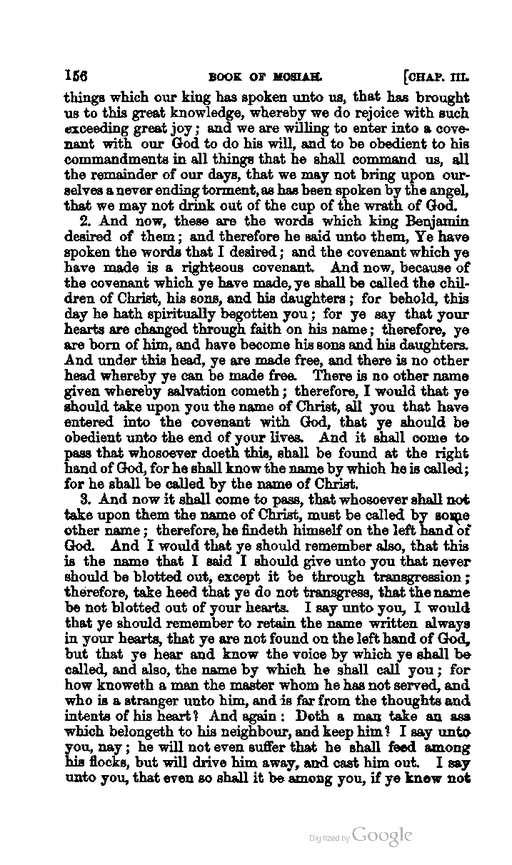 156 BOOK OF MOSIAH. [CHAP. III.
things which our king has spoken unto us, that has brought
us to this great knowledge, whereby we do rejoice with such
exceeding great joy; and we are willing to enter into a cove-
nant with our God to do his will, and to be obedient to his
commandments in all things that he shall command us, all
the remainder of our days, that we may not bring upon our-
selves a never ending torment, as has been spoken by the angel,
that we may not drink out of the cup of the wrath of God.
2. And now, these are the words which king Benjamin
desired of them; and therefore he said unto them, Ye have
spoken the words that I desired; and the covenant which ye
have made is a righteous covenant. And now, because of
the covenant which ye have made, ye shall be called the chil-
dren of Christ, his sons, and his daughters; for behold, this
day he hath spiritually begotten you; for ye say that your
hearts are changed through faith on his name; therefore, ye
are born of him, and have become his sons and his daughters.
And under this head, ye are made free, and there is no other
head whereby ye can be made free. There is no other name
given whereby salvation cometh; therefore, I would that ye
should take upon you the name of Christ, all you that have
entered into the covenant with God, that ye should be
obedient unto the end of your lives. And it shall come to
pass that whosoever doeth this, shall be found at the right
hand of God, for he shall know the name by which he is called;
for he shall be called by the name of Christ.
3. And now it shall come to pass, that whosoever shall not
take upon them the name of Christ, must be called by some
other name; therefore, he findeth himself on the left hand of
God. And I would that ye should remember also, that this
is the name that I said I should give unto you that never
should be blotted out, except it be through transgression;
therefore, take heed that ye do not transgress, that the name
be not blotted out of your hearts. I say unto you, I would
that ye should remember to retain the name written always
in your hearts, that ye are not found on the left hand of God,
but that ye hear and know the voice by which ye shall be
called, and also, the name by which he shall call you; for
how knoweth a man the master whom he has not served, and
who is a stranger unto him, and is far from the thoughts and
intents of his heart? And again: Doth a man take an ass
which belongeth to his neighbour, and keep him? I say unto
you, nay; he will not even suffer that he shall feed among
his flocks, but will drive him away, and cast him out. I say
unto you, that even so shall it be among you, if ye know not
Digitized by Google